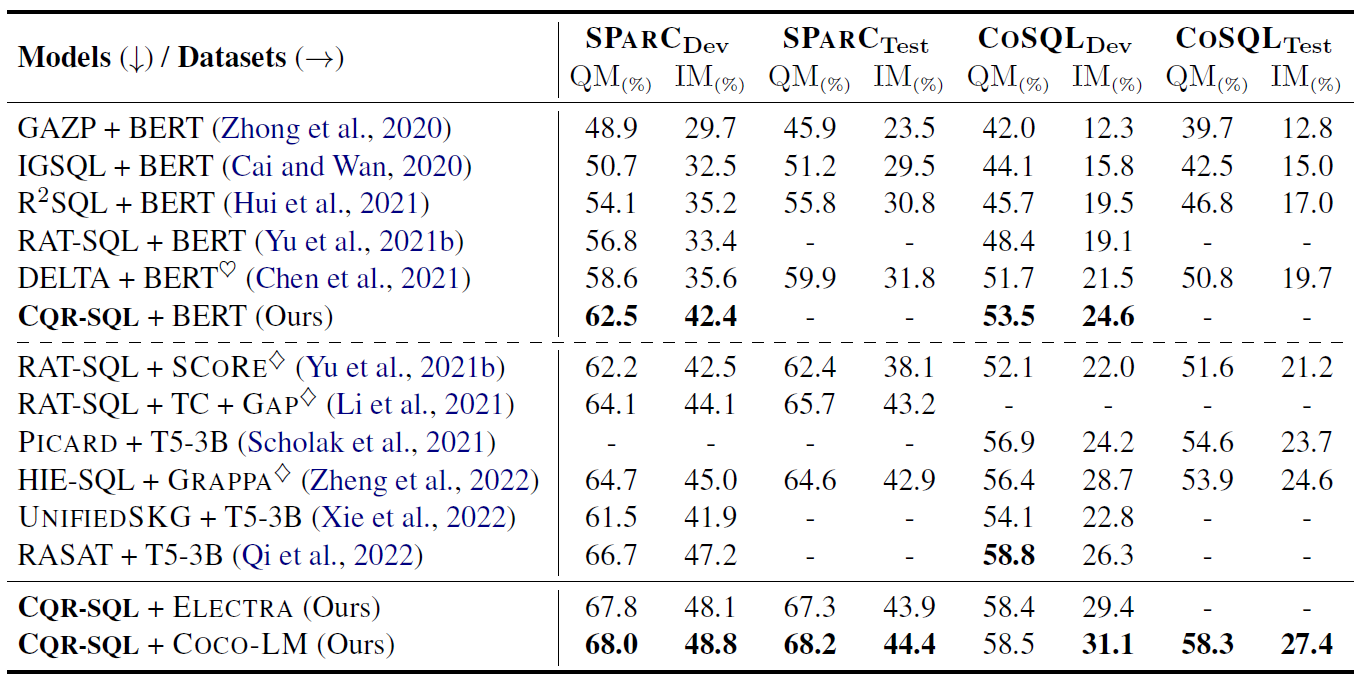 Models (↓) / Datasets (→) SPARC Dev SPARC Test COSQL Dev COSQL Test
QM(%) IM(%) QM(%) IM(%) QM(%) IM(%) QM(%) IM(%)
GAZP + BERT (Zhong et al., 2020) 48.9 29.7 45.9 23.5 42.0 12.3 39.7 12.8
IGSQL + BERT (Cai and Wan, 2020) 50.7 32.5 51.2 29.5 44.1 15.8 42.5 15.0
R²SQL + BERT (Hui et al., 2021) 54.1 35.2 55.8 30.8 45.7 19.5 46.8 17.0
RAT-SQL + BERT (Yu et al., 2021b) 56.8 33.4 - - 48.4 19.1 - -
DELTA + BERT♡ (Chen et al., 2021) 58.6 35.6 59.9 31.8 51.7 21.5 50.8 19.7
CQR-SQL + BERT (Ours) 62.5 42.4 - - 53.5 24.6 - -
RAT-SQL + SCORE♢ (Yu et al., 2021b) 62.2 42.5 62.4 38.1 52.1 22.0 51.6 21.2
RAT-SQL + TC + GAP♢ (Li et al., 2021) 64.1 44.1 65.7 43.2 - - - -
PICARD + T5-3B (Scholak et al., 2021) - - - - 56.9 24.2 54.6 23.7
HIE-SQL + GRAPPA♢ (Zheng et al., 2022) 64.7 45.0 64.6 42.9 56.4 28.7 53.9 24.6
UNIFIEDSKG + T5-3B (Xie et al., 2022) 61.5 41.9 - - 54.1 22.8 - -
RASAT + T5-3B (Qi et al., 2022) 66.7 47.2 - - 58.8 26.3 - -
CQR-SQL + ELECTRA (Ours) 67.8 48.1 67.3 43.9 58.4 29.4 - -
CQR-SQL + COCO-LM (Ours) 68.0 48.8 68.2 44.4 58.5 31.1 58.3 27.4